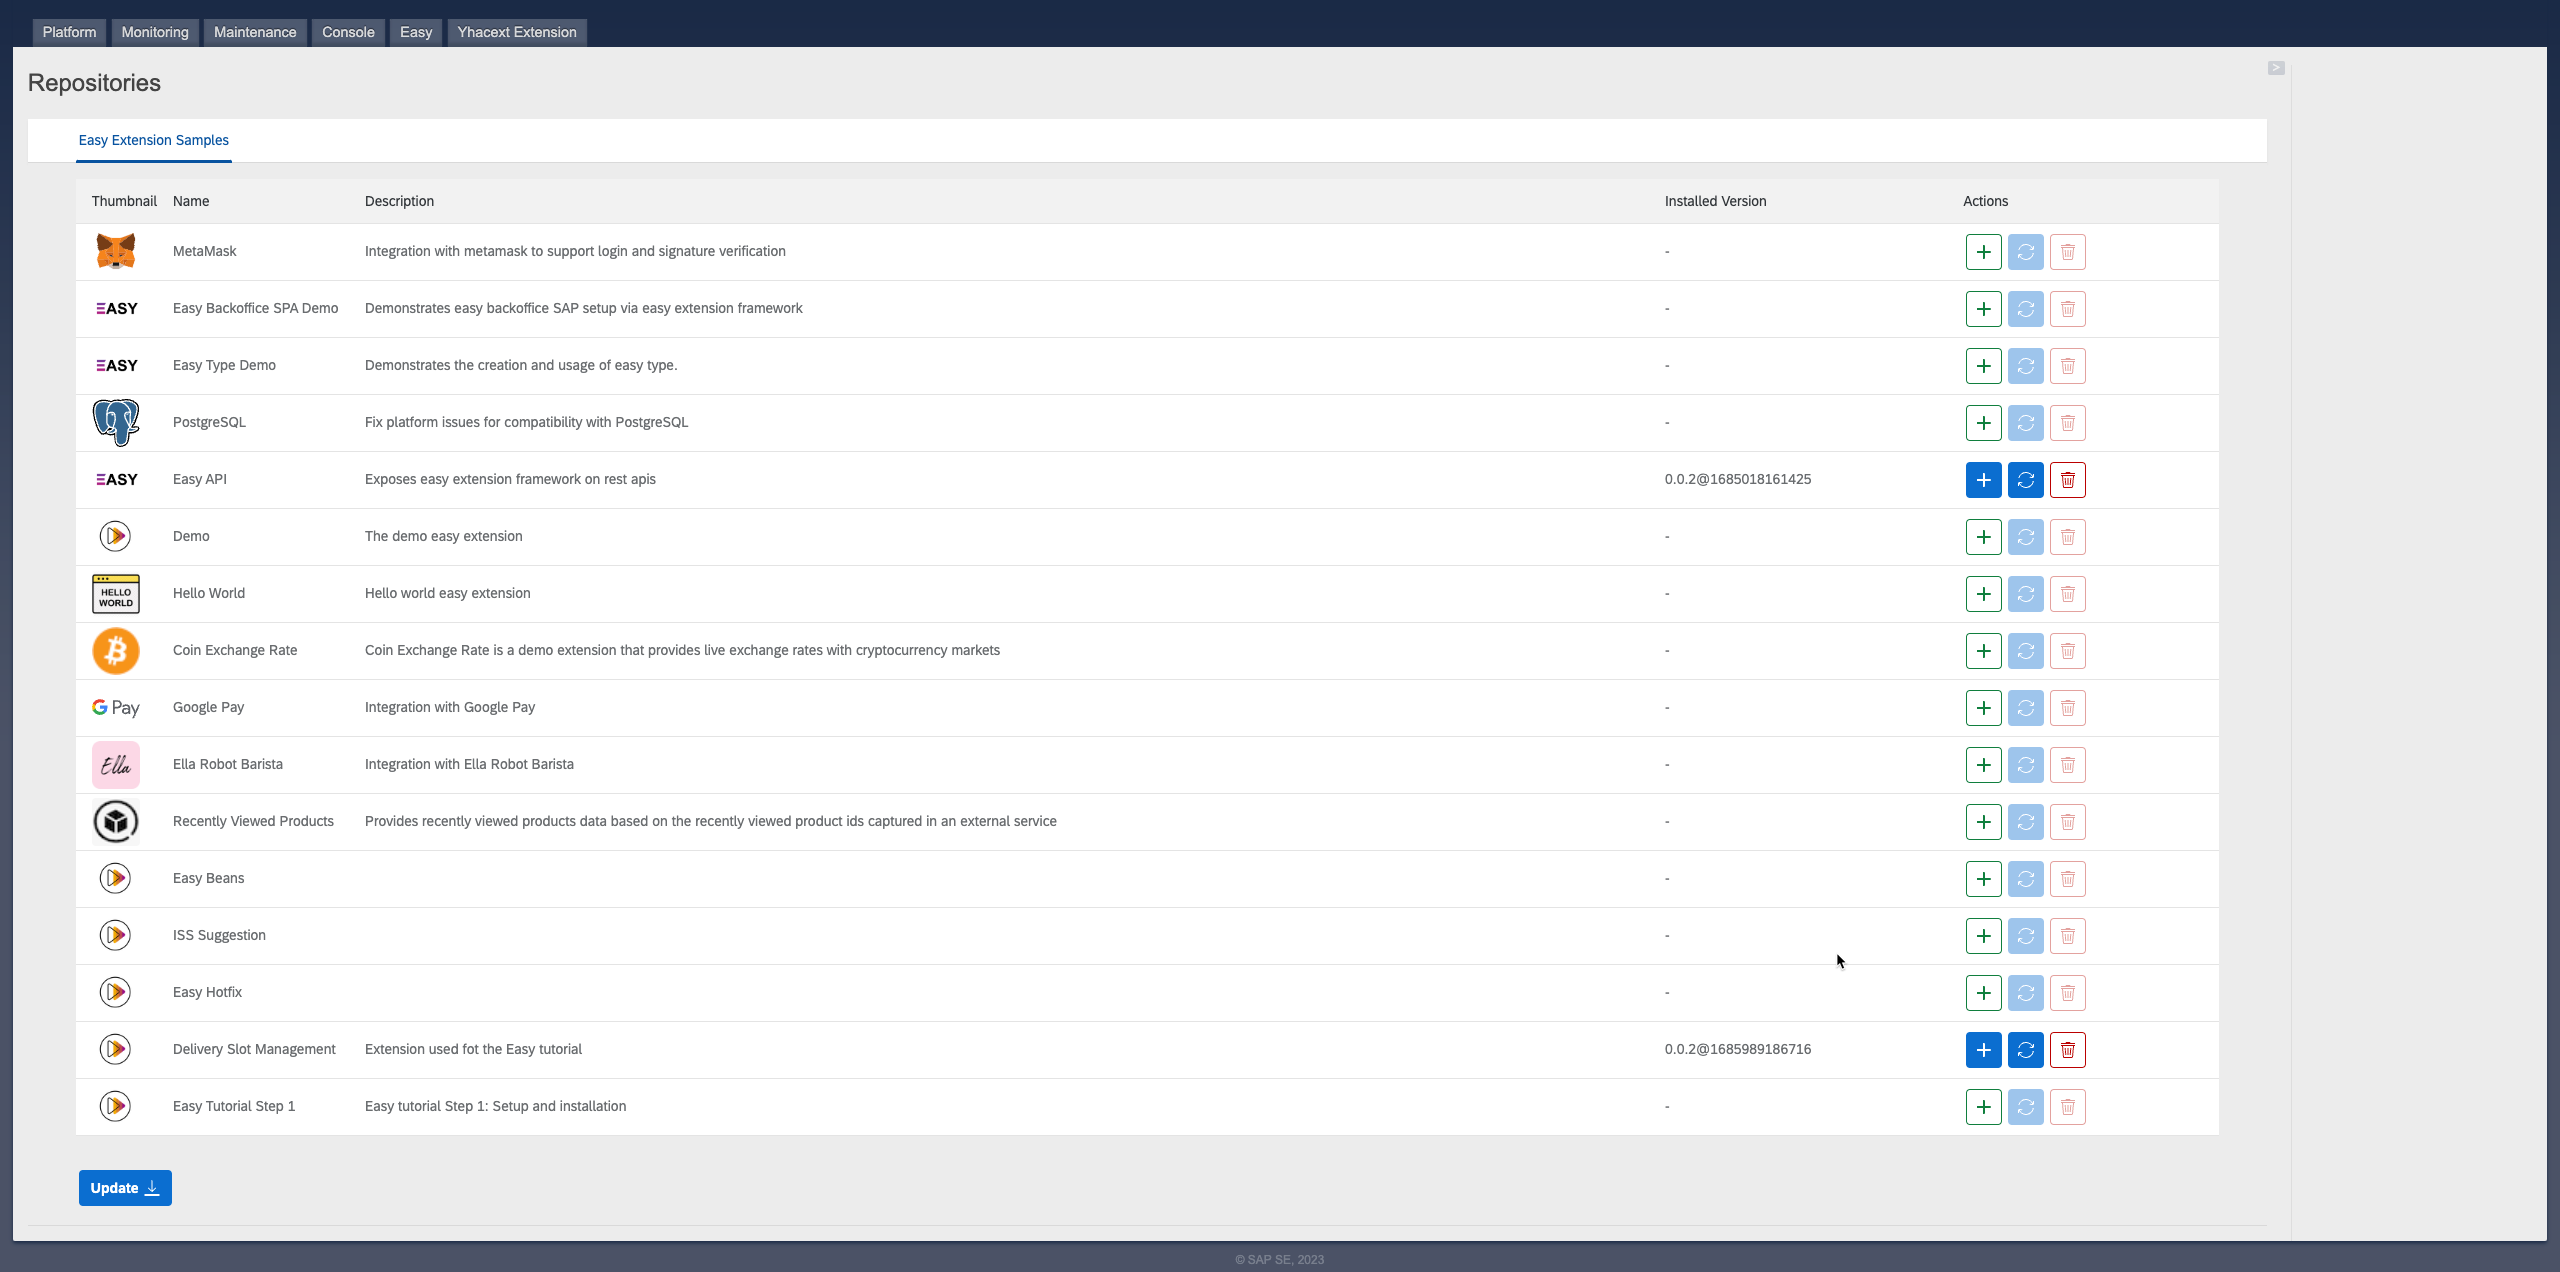 Platform Monitoring Maintenance Console Easy Yhacext Extension
Repositories
>
Easy Extension Samples
Thumbnail Name Description Installed Version Actions
MetaMask Integration with metamask to support login and signature verification -
EASY Easy Backoffice SPA Demo Demonstrates easy backoffice SAP setup via easy extension framework -
EASY Easy Type Demo Demonstrates the creation and usage of easy type. -
PostgreSQL Fix platform issues for compatibility with PostgreSQL -
EASY Easy API Exposes easy extension framework on rest apis 0.0.2@1685018161425
Demo The demo easy extension -
HELLO WORLD Hello World Hello world easy extension -
Coin Exchange Rate Coin Exchange Rate is a demo extension that provides live exchange rates with cryptocurrency markets -
G Pay Google Pay Integration with Google Pay -
Ella Ella Robot Barista Integration with Ella Robot Barista -
Recently Viewed Products Provides recently viewed products data based on the recently viewed product ids captured in an external service -
Easy Beans -
ISS Suggestion -
Easy Hotfix -
Delivery Slot Management Extension used fot the Easy tutorial 0.0.2@1685989186716
Easy Tutorial Step 1 Easy tutorial Step 1: Setup and installation -
Update
© SAP SE, 2023